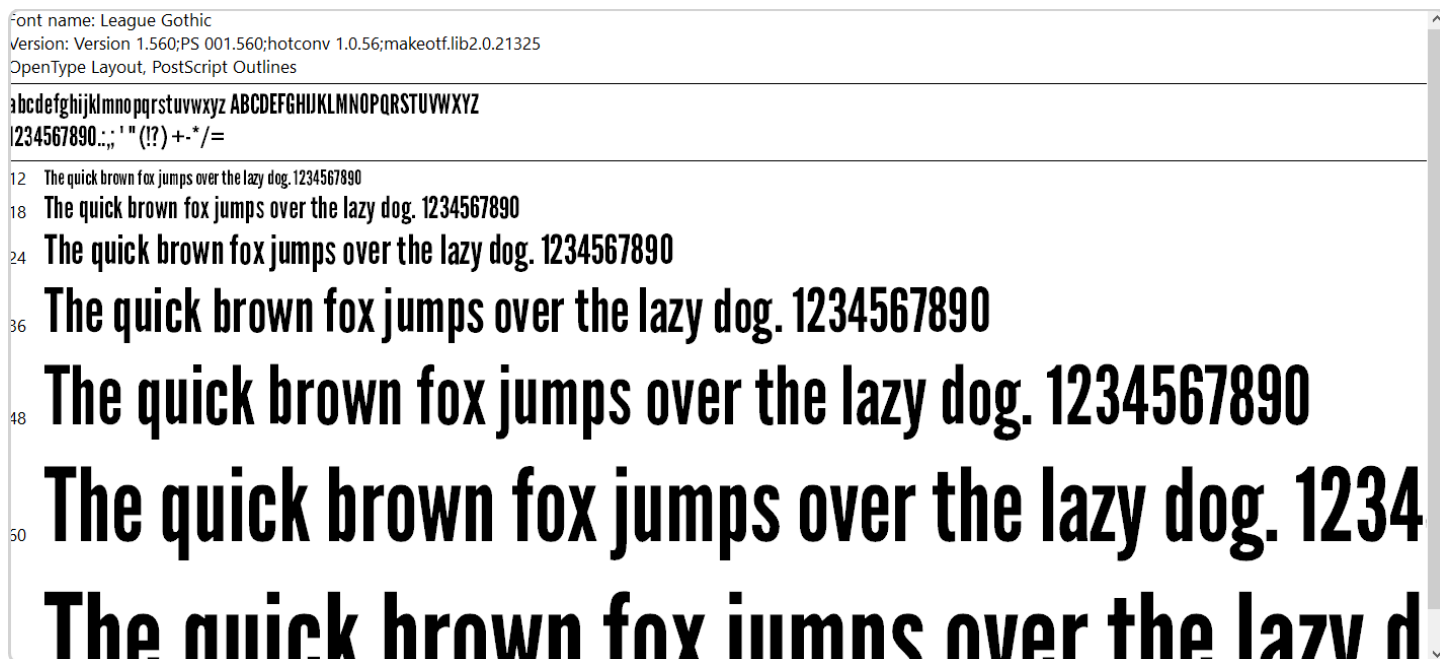 Font name: League Gothic
Version: Version 1.560;PS 001.560;hotconv 1.0.56;makeotf.lib2.0.21325
OpenType Layout, PostScript Outlines
abcdefghijklmnopqrstuvwxyz ABCDEFGHIJKLMNOPQRSTUVWXYZ
1234567890.:,; ' " (!?) +-*/=
12 The quick brown fox jumps over the lazy dog. 1234567890
18 The quick brown fox jumps over the lazy dog. 1234567890
24 The quick brown fox jumps over the lazy dog. 1234567890
36 The quick brown fox jumps over the lazy dog. 1234567890
48 The quick brown fox jumps over the lazy dog. 1234567890
60 The quick brown fox jumps over the lazy dog. 1234
The quick brown fox jumps over the lazy d